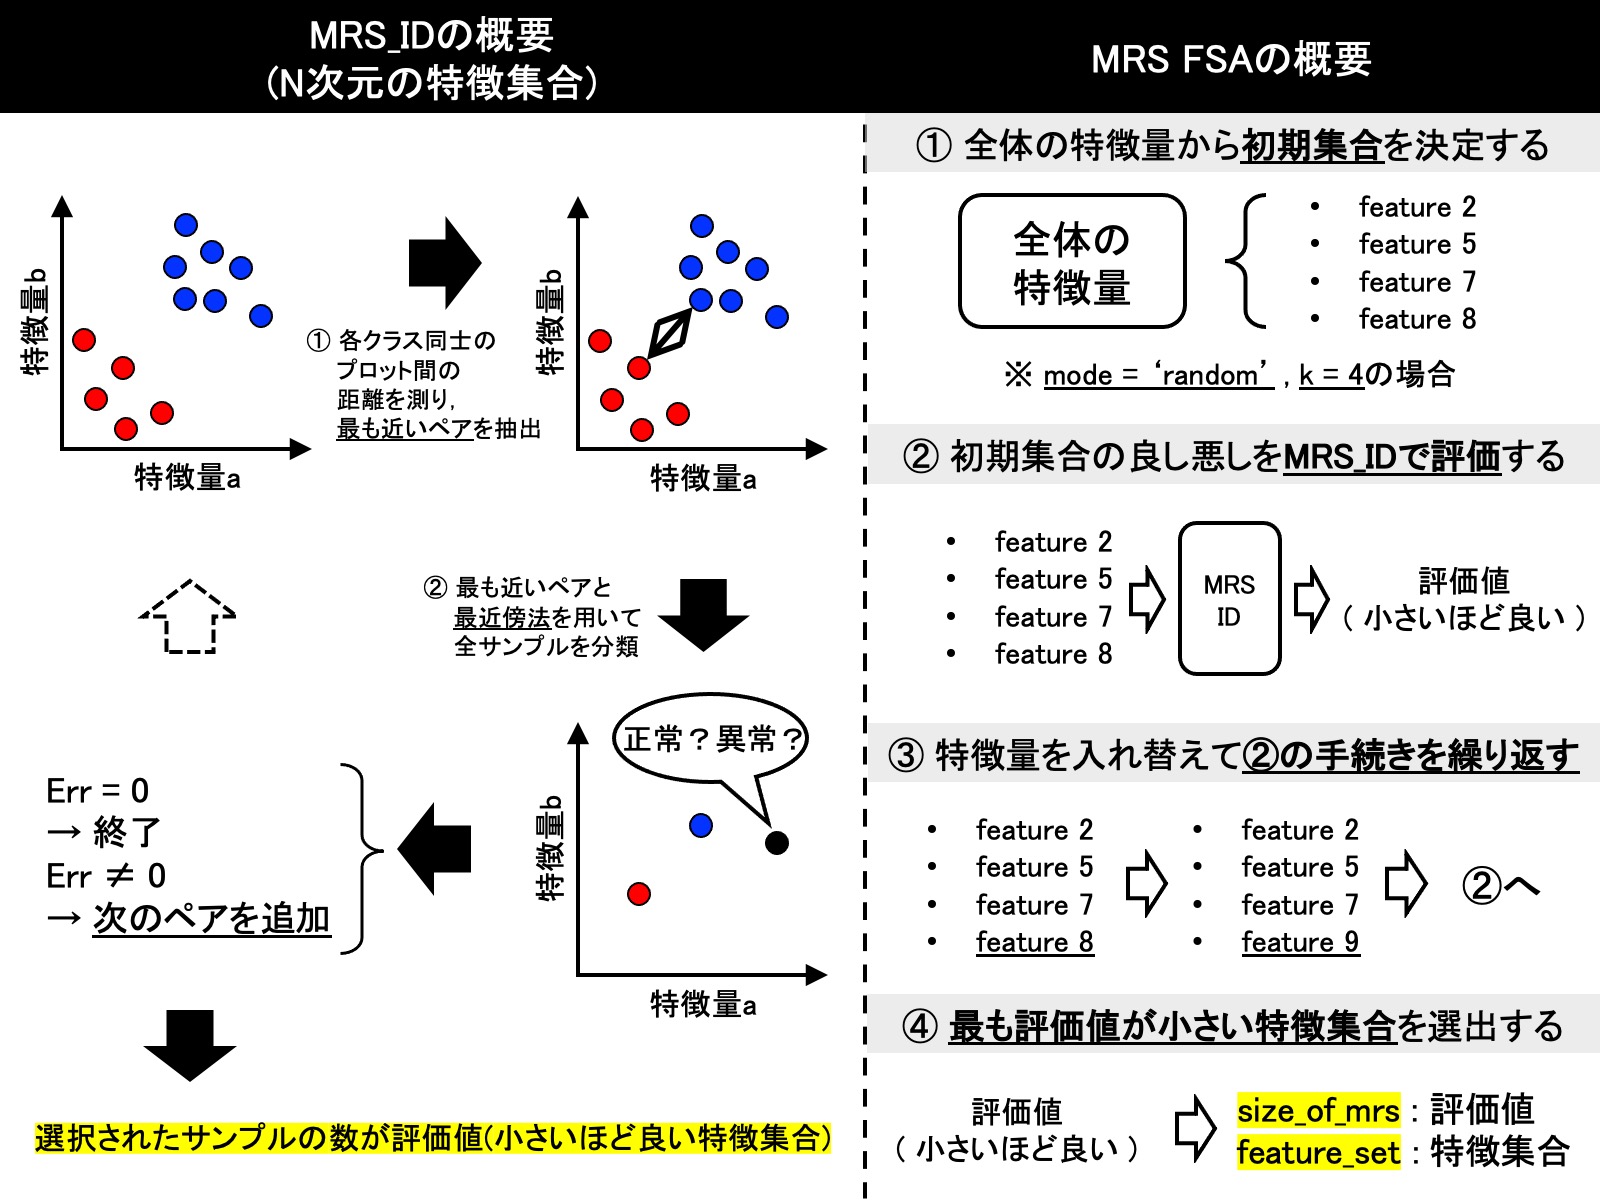 MRS_IDの概要
(N次元の特徴集合)
特徴量b
特徴量a
① 各クラス同士の
プロット間の
距離を測り,
最も近いペアを抽出
特徴量b
特徴量a
② 最も近いペアと
最近傍法を用いて
全サンプルを分類
正常？異常？
特徴量b
特徴量a
Err = 0
→ 終了
Err ≠ 0
→ 次のペアを追加
選択されたサンプルの数が評価値(小さいほど良い特徴集合)
MRS FSAの概要
① 全体の特徴量から初期集合を決定する
全体の
特徴量
• feature 2
• feature 5
• feature 7
• feature 8
※ mode = ‘random’ , k = 4の場合
② 初期集合の良し悪しをMRS_IDで評価する
• feature 2
• feature 5
• feature 7
• feature 8
MRS
ID
評価値
( 小さいほど良い )
③ 特徴量を入れ替えて②の手続きを繰り返す
• feature 2
• feature 5
• feature 7
• feature 8
• feature 2
• feature 5
• feature 7
• feature 9
②へ
④ 最も評価値が小さい特徴集合を選出する
評価値
( 小さいほど良い )
size_of_mrs : 評価値
feature_set : 特徴集合